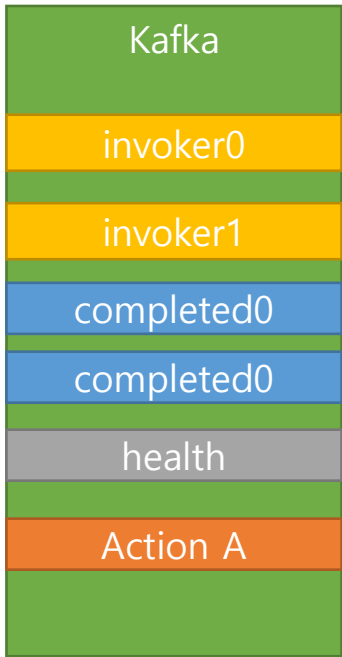 Kafka
invoker0
invoker1
completed0
completed0
health
Action A